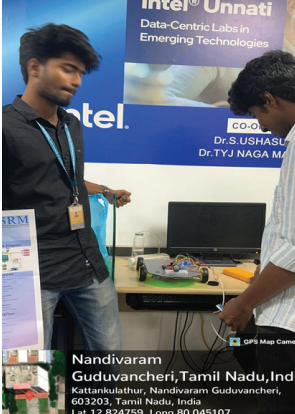 Intel® Unnati
Data-Centric Labs in
Emerging Technologies
ntel.
CO-O
Dr.S.USHASU
Dr.TYJ NAGA MA
SRM
GPS Map Came
Nandivaram
Guduvancheri,Tamil Nadu,Ind
Kattankulathur, Nandivaram Guduvancheri,
603203, Tamil Nadu, India
Lat 12.824759, Long 80.045107